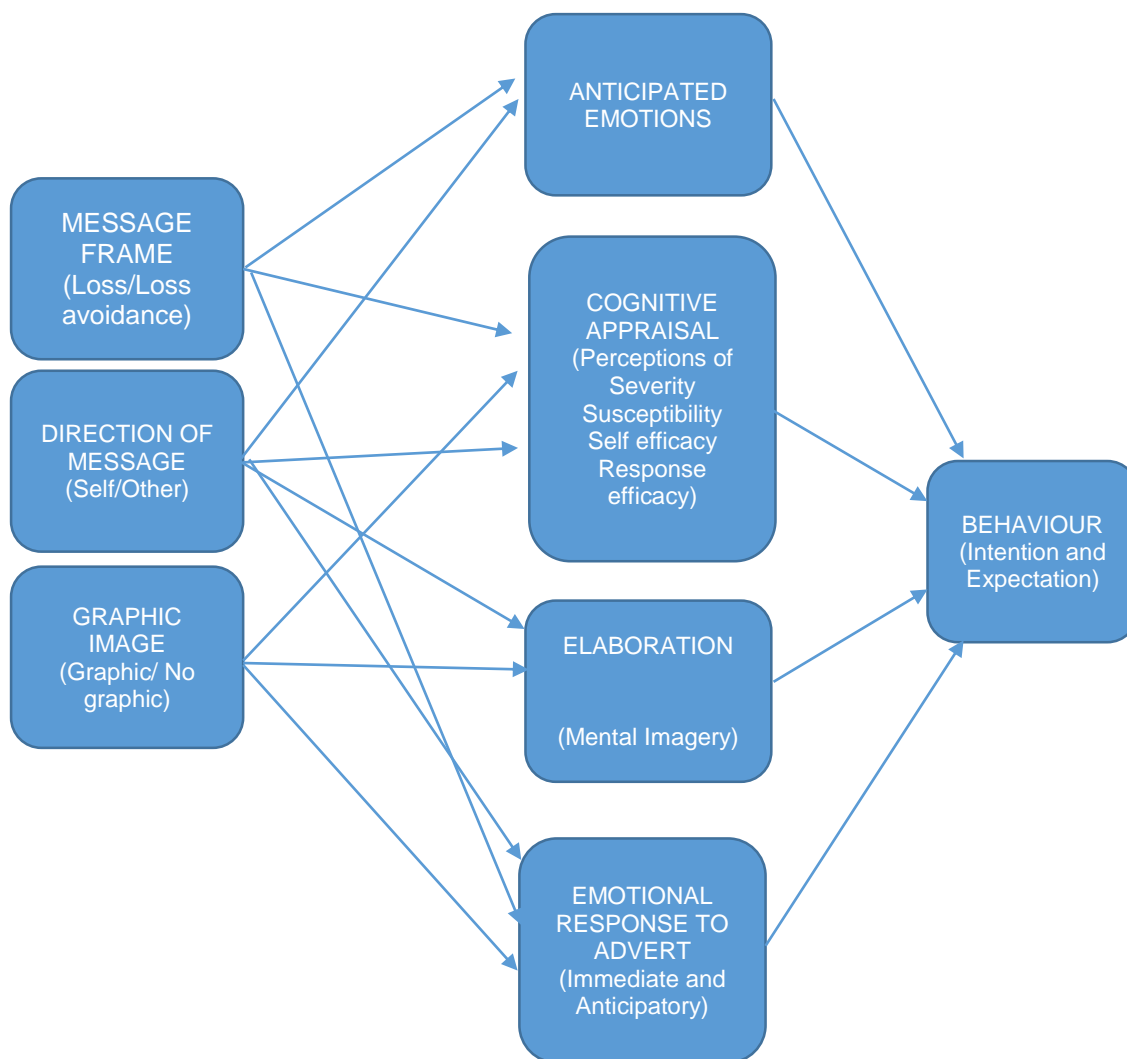 MESSAGE
FRAME
(Loss/Loss
avoidance)
DIRECTION OF
MESSAGE
(Self/Other)
GRAPHIC
IMAGE
(Graphic/ No
graphic)
ANTICIPATED
EMOTIONS
COGNITIVE
APPRAISAL
(Perceptions of
Severity
Susceptibility
Self efficacy
Response
efficacy)
ELABORATION
(Mental Imagery)
EMOTIONAL
RESPONSE TO
ADVERT
(Immediate and
Anticipatory)
BEHAVIOUR
(Intention and
Expectation)